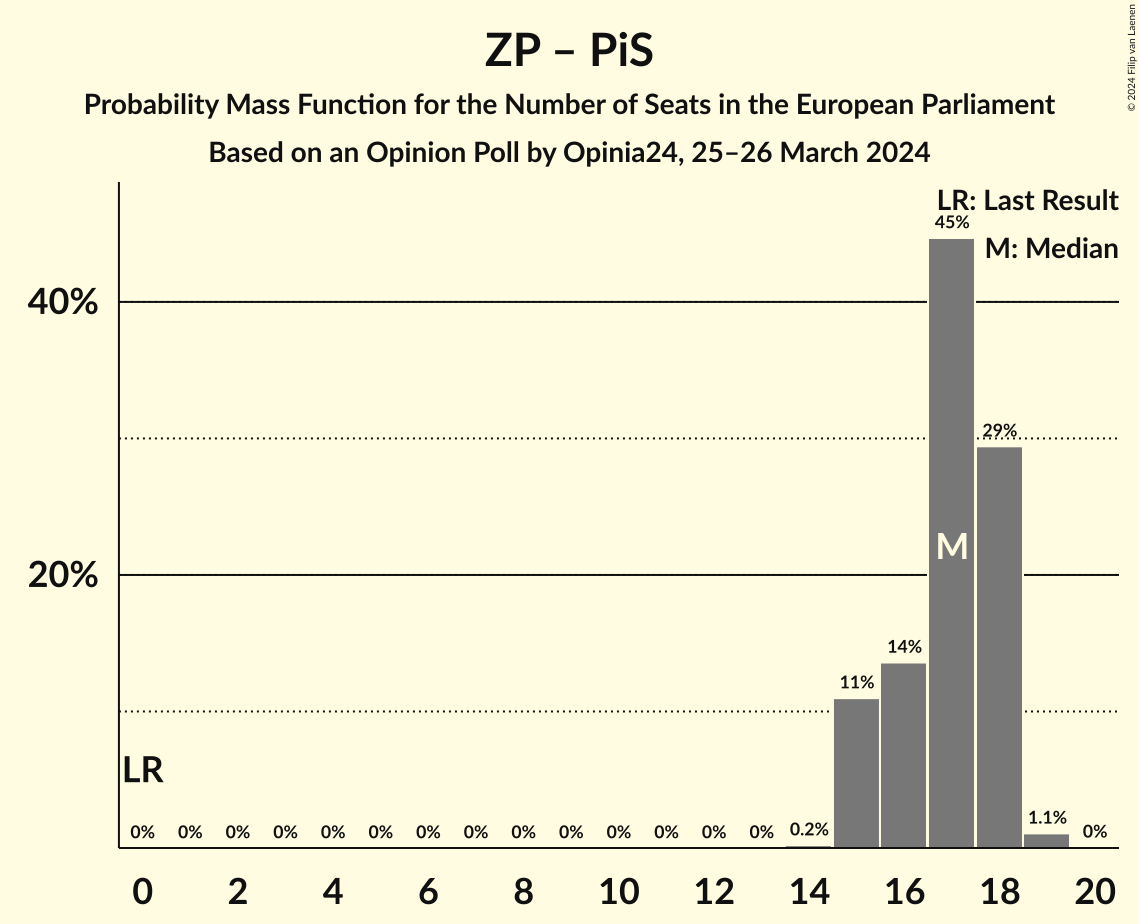 ZP – PiS
Probability Mass Function for the Number of Seats in the European Parliament
Based on an Opinion Poll by Opinia24, 25–26 March 2024
© 2024 Filip van Laenen
LR: Last Result
M: Median
45%
40%
29%
M
20%
14%
11%
LR
0% 0% 0% 0% 0% 0% 0% 0% 0% 0% 0% 0% 0% 0% 0.2% 1.1% 0%
0 2 4 6 8 10 12 14 16 18 20